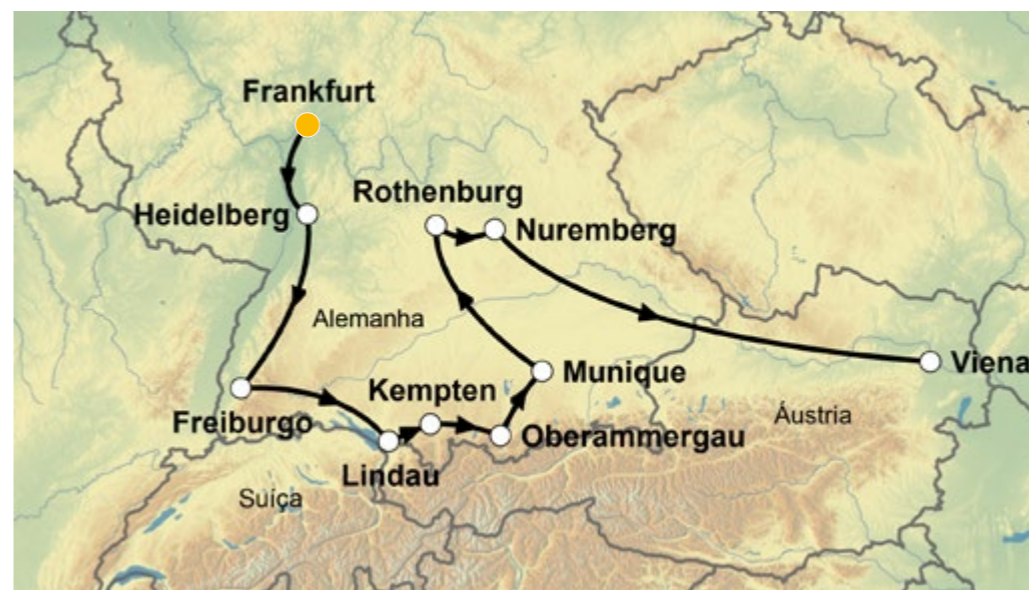 Frankfurt
Rothenburg
Heidelberg
Nuremberg
Alemanha
Viena
Munique
Kempten
Freiburgo
Áustria
Oberammergau
Lindau
Suíça